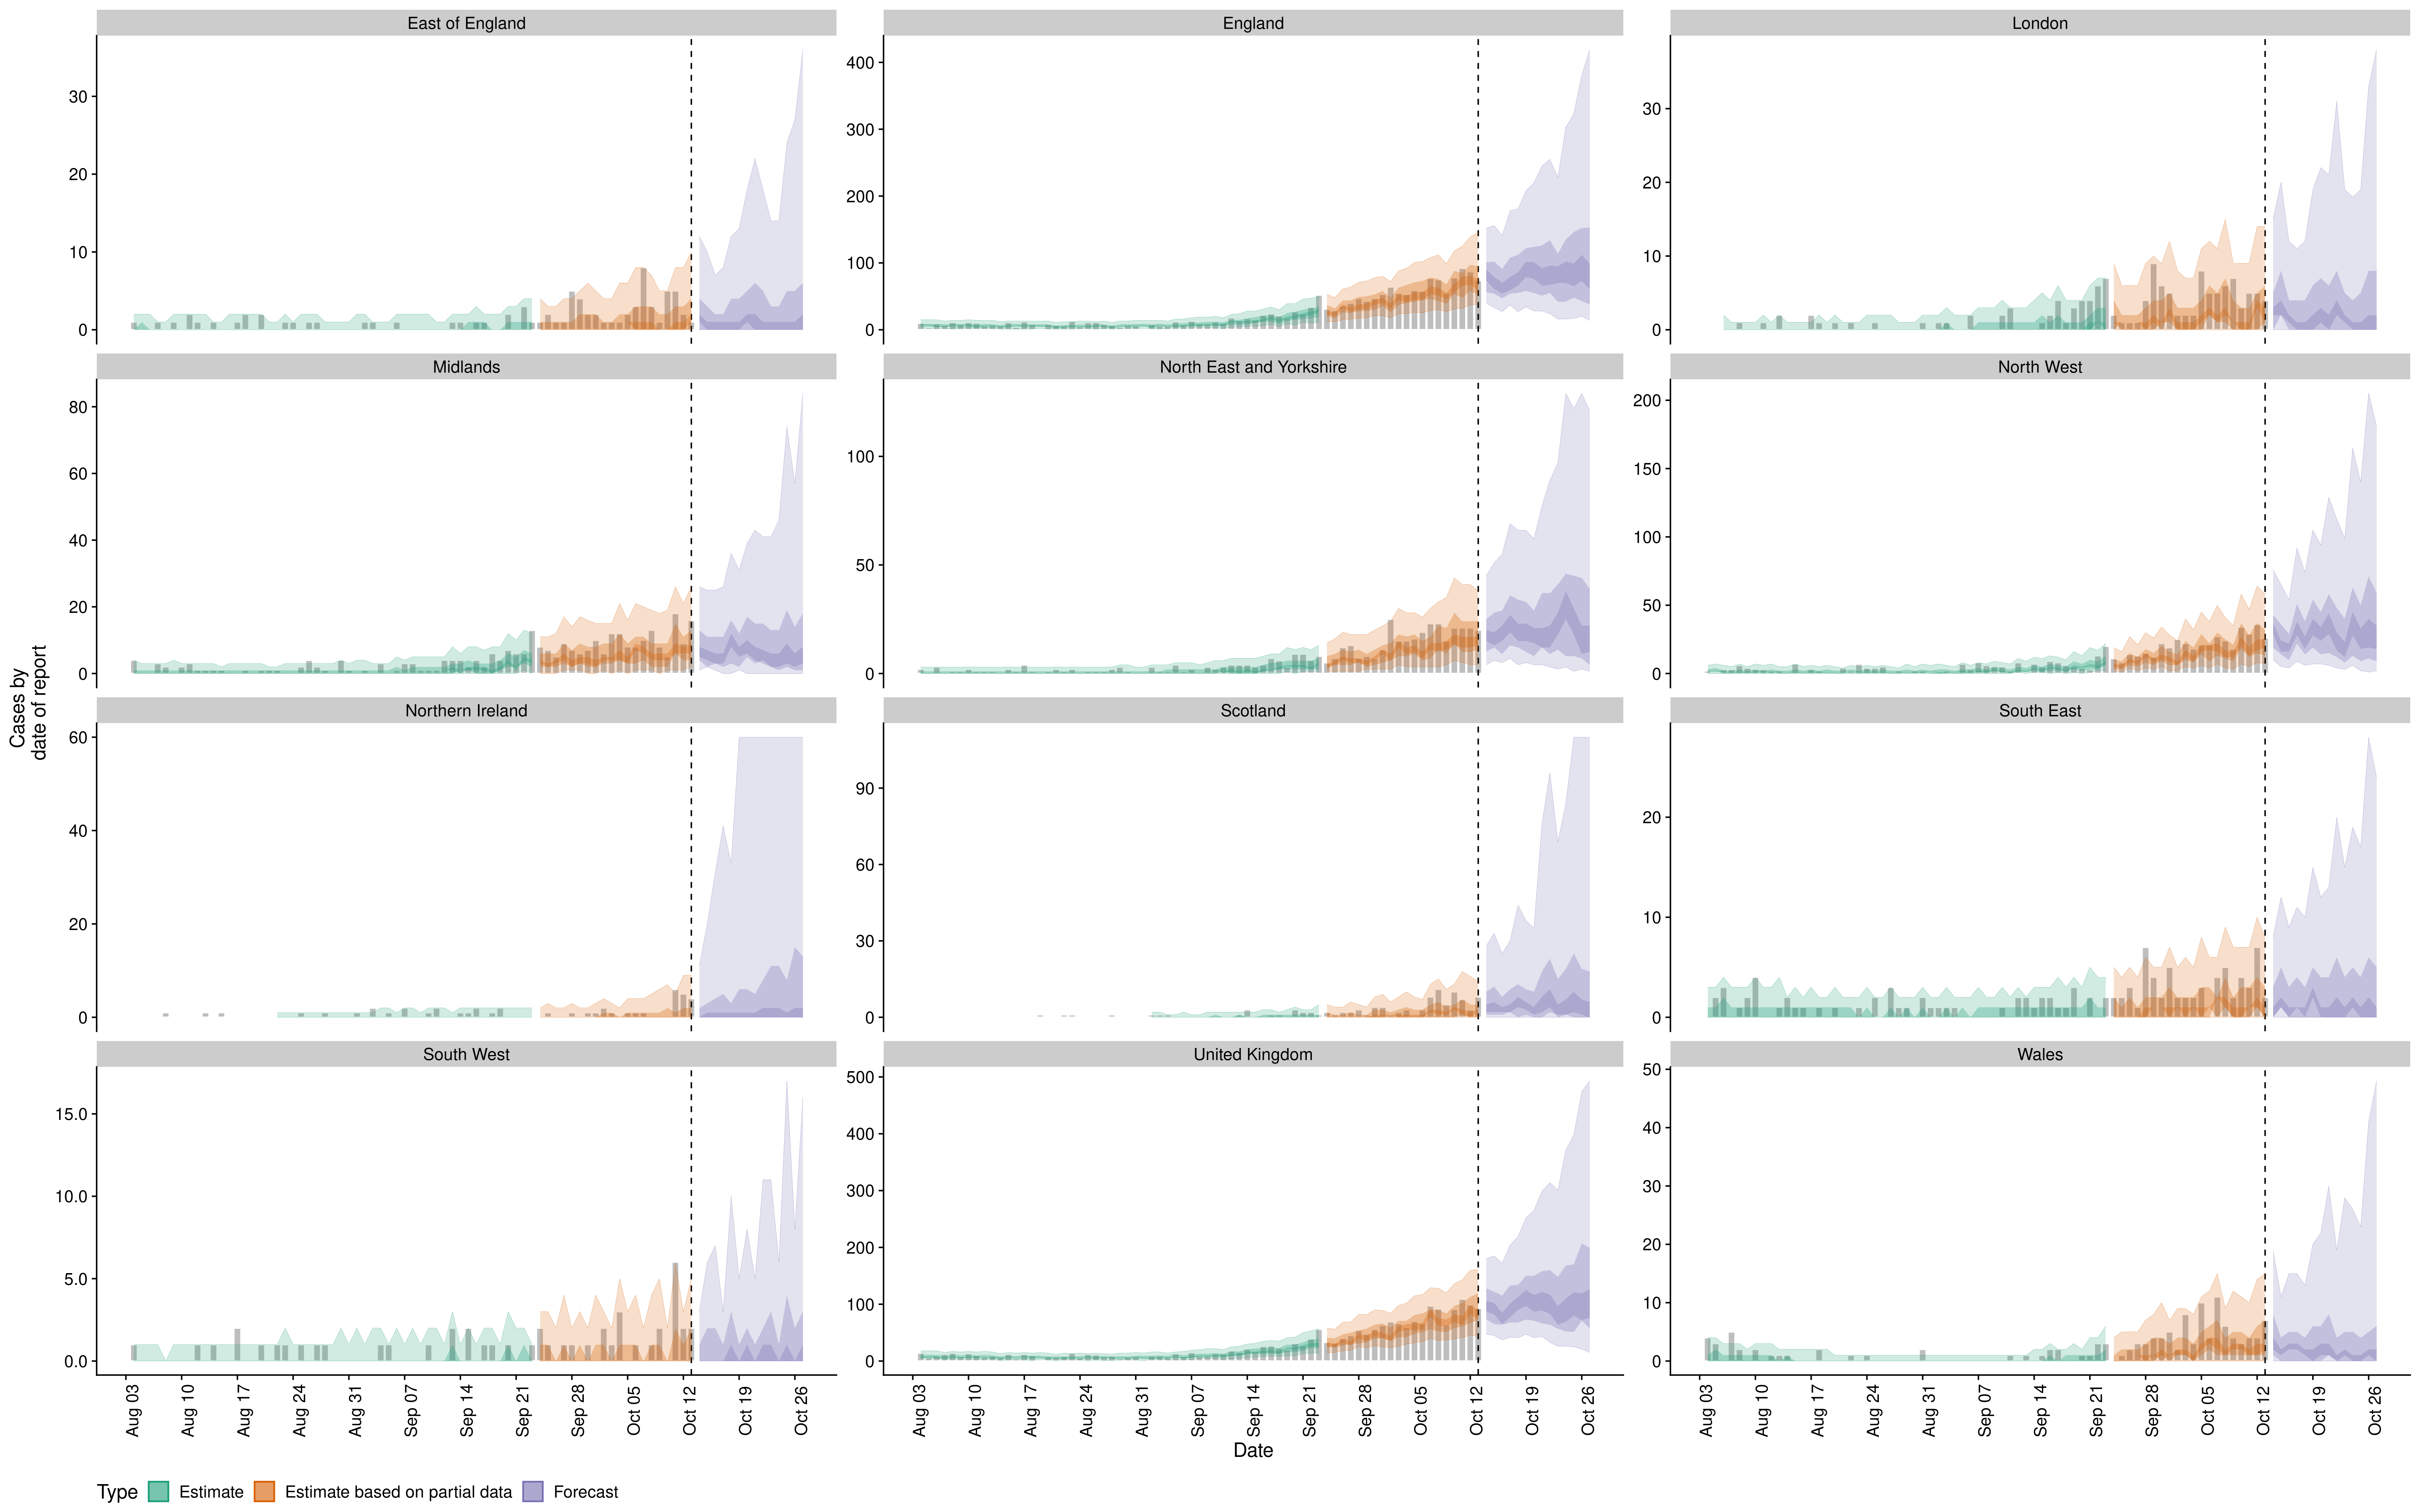 East of England
England
London
30
20
10
0
400
300
200
100
0
30
20
10
0
Midlands
North East and Yorkshire
North West
80
60
40
20
0
100
50
0
200
150
100
50
0
Cases by
date of report
Northern Ireland
Scotland
South East
60
40
20
0
90
60
30
0
20
10
0
South West
United Kingdom
Wales
15.0
10.0
5.0
0.0
500
400
300
200
100
0
50
40
30
20
10
0
Aug 03
Aug 10
Aug 17
Aug 24
Aug 31
Sep 07
Sep 14
Sep 21
Sep 28
Oct 05
Oct 12
Oct 19
Oct 26
Aug 03
Aug 10
Aug 17
Aug 24
Aug 31
Sep 07
Sep 14
Sep 21
Sep 28
Oct 05
Oct 12
Oct 19
Oct 26
Aug 03
Aug 10
Aug 17
Aug 24
Aug 31
Sep 07
Sep 14
Sep 21
Sep 28
Oct 05
Oct 12
Oct 19
Oct 26
Date
Type Estimate Estimate based on partial data Forecast